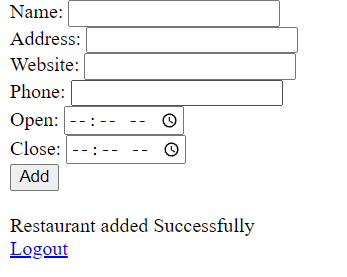 Name:
Address:
Website:
Phone:
Open: --:-- --
Close: --:-- --
Add
Restaurant added Successfully
Logout